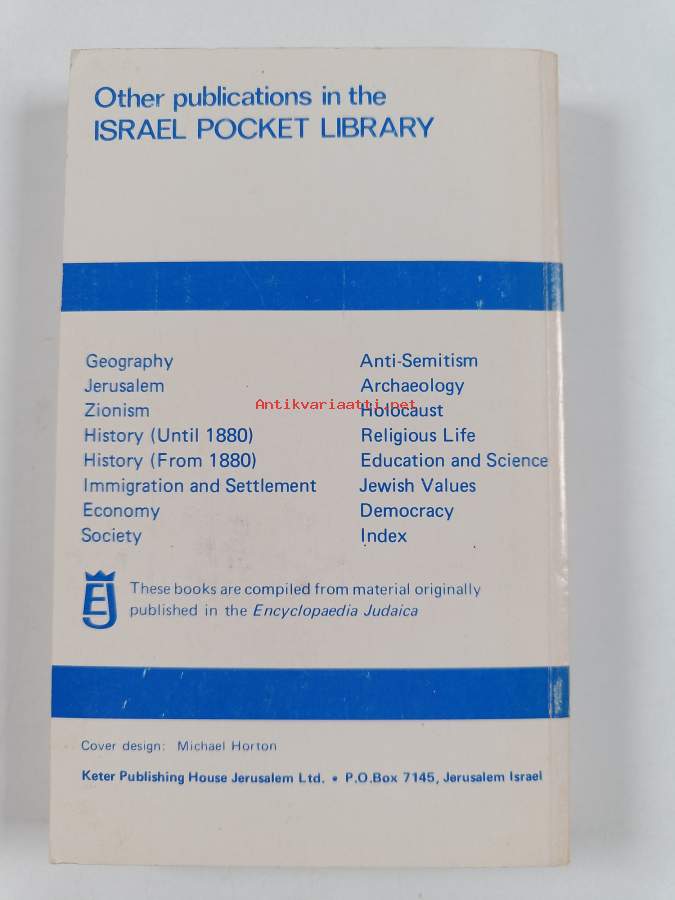 Other publications in the
ISRAEL POCKET LIBRARY
Geography
Jerusalem
Zionism
History (Until 1880)
History (From 1880)
Immigration and Settlement
Economy
Society
Anti-Semitism
Archaeology
Holocaust
Religious Life
Education and Science
Jewish Values
Democracy
Index
Antikvariaatti.net
EJ
These books are compiled from material originally
published in the Encyclopaedia Judaica
Cover design: Michael Horton
Keter Publishing House Jerusalem Ltd. • P.O.Box 7145, Jerusalem Israel